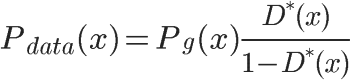 P_{data}(x) = P_g(x) \frac{D^*(x)}{1 - D^*(x)}